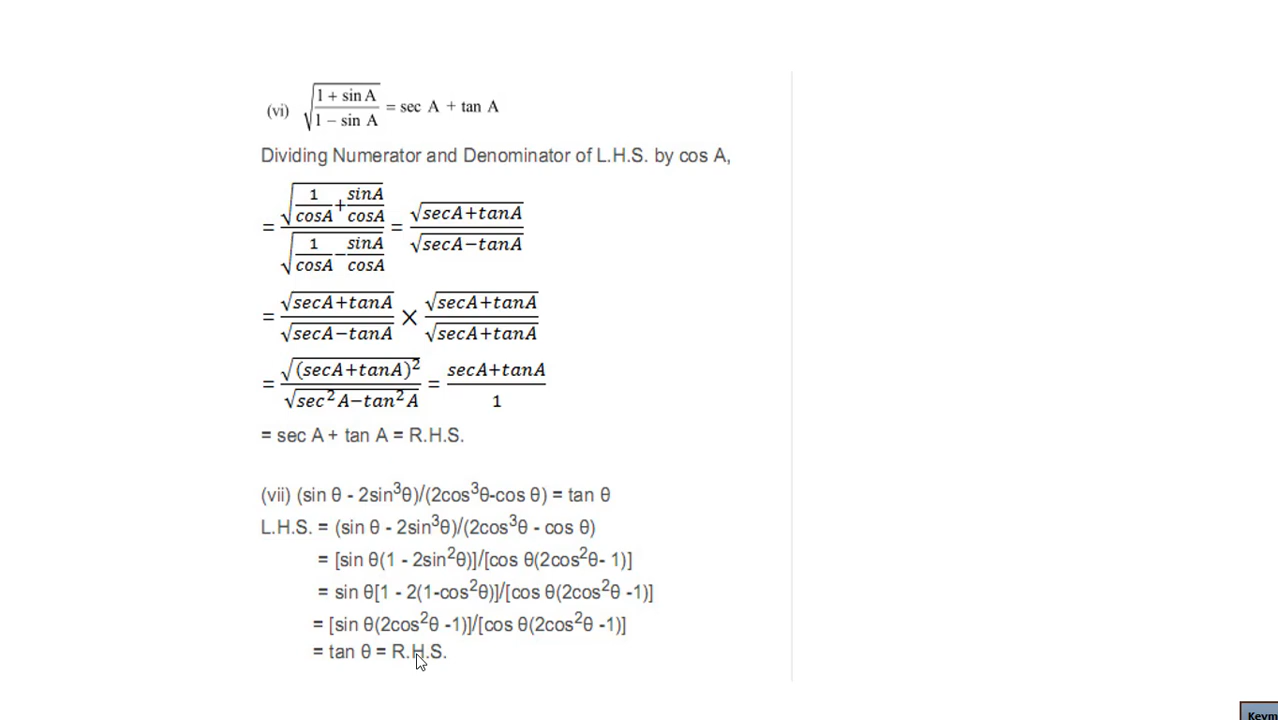 (vi) √((1 + sin A)/(1 − sin A)) = sec A + tan A
Dividing Numerator and Denominator of L.H.S. by cos A,
= √(1/cosA + sinA/cosA)/√(1/cosA − sinA/cosA) = √(secA+tanA)/√(secA−tanA)
= √(secA+tanA)/√(secA−tanA) × √(secA+tanA)/√(secA+tanA)
= √((secA+tanA)²)/√(sec²A−tan²A) = (secA+tanA)/1
= sec A + tan A = R.H.S.
(vii) (sin θ - 2sin³θ)/(2cos³θ-cos θ) = tan θ
L.H.S. = (sin θ - 2sin³θ)/(2cos³θ - cos θ)
= [sin θ(1 - 2sin²θ)]/[cos θ(2cos²θ- 1)]
= sin θ[1 - 2(1-cos²θ)]/[cos θ(2cos²θ -1)]
= [sin θ(2cos²θ -1)]/[cos θ(2cos²θ -1)]
= tan θ = R.H.S.